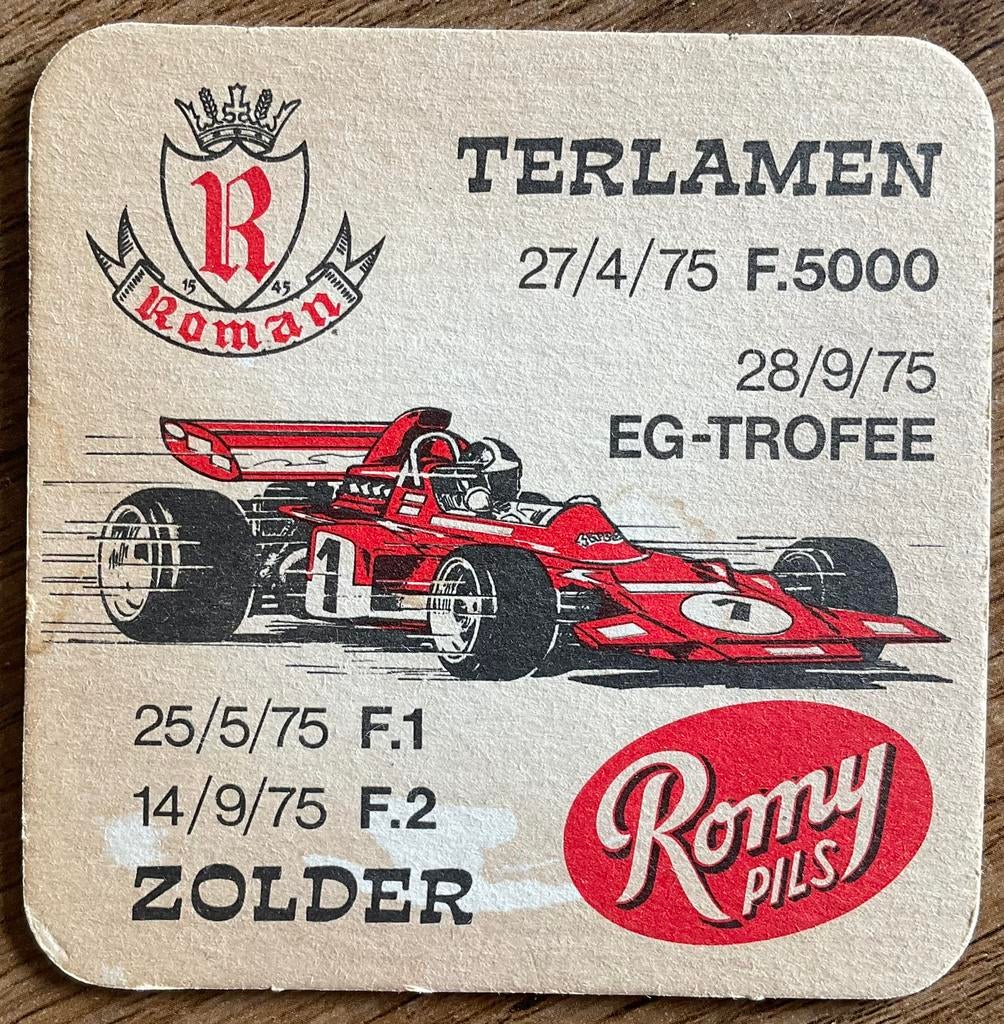 R
15 45
Roman
TERLAMEN
27/4/75 F.5000
28/9/75
EG-TROFEE
1
1
25/5/75 F.1
14/9/75 F.2
ZOLDER
Romy
PILS